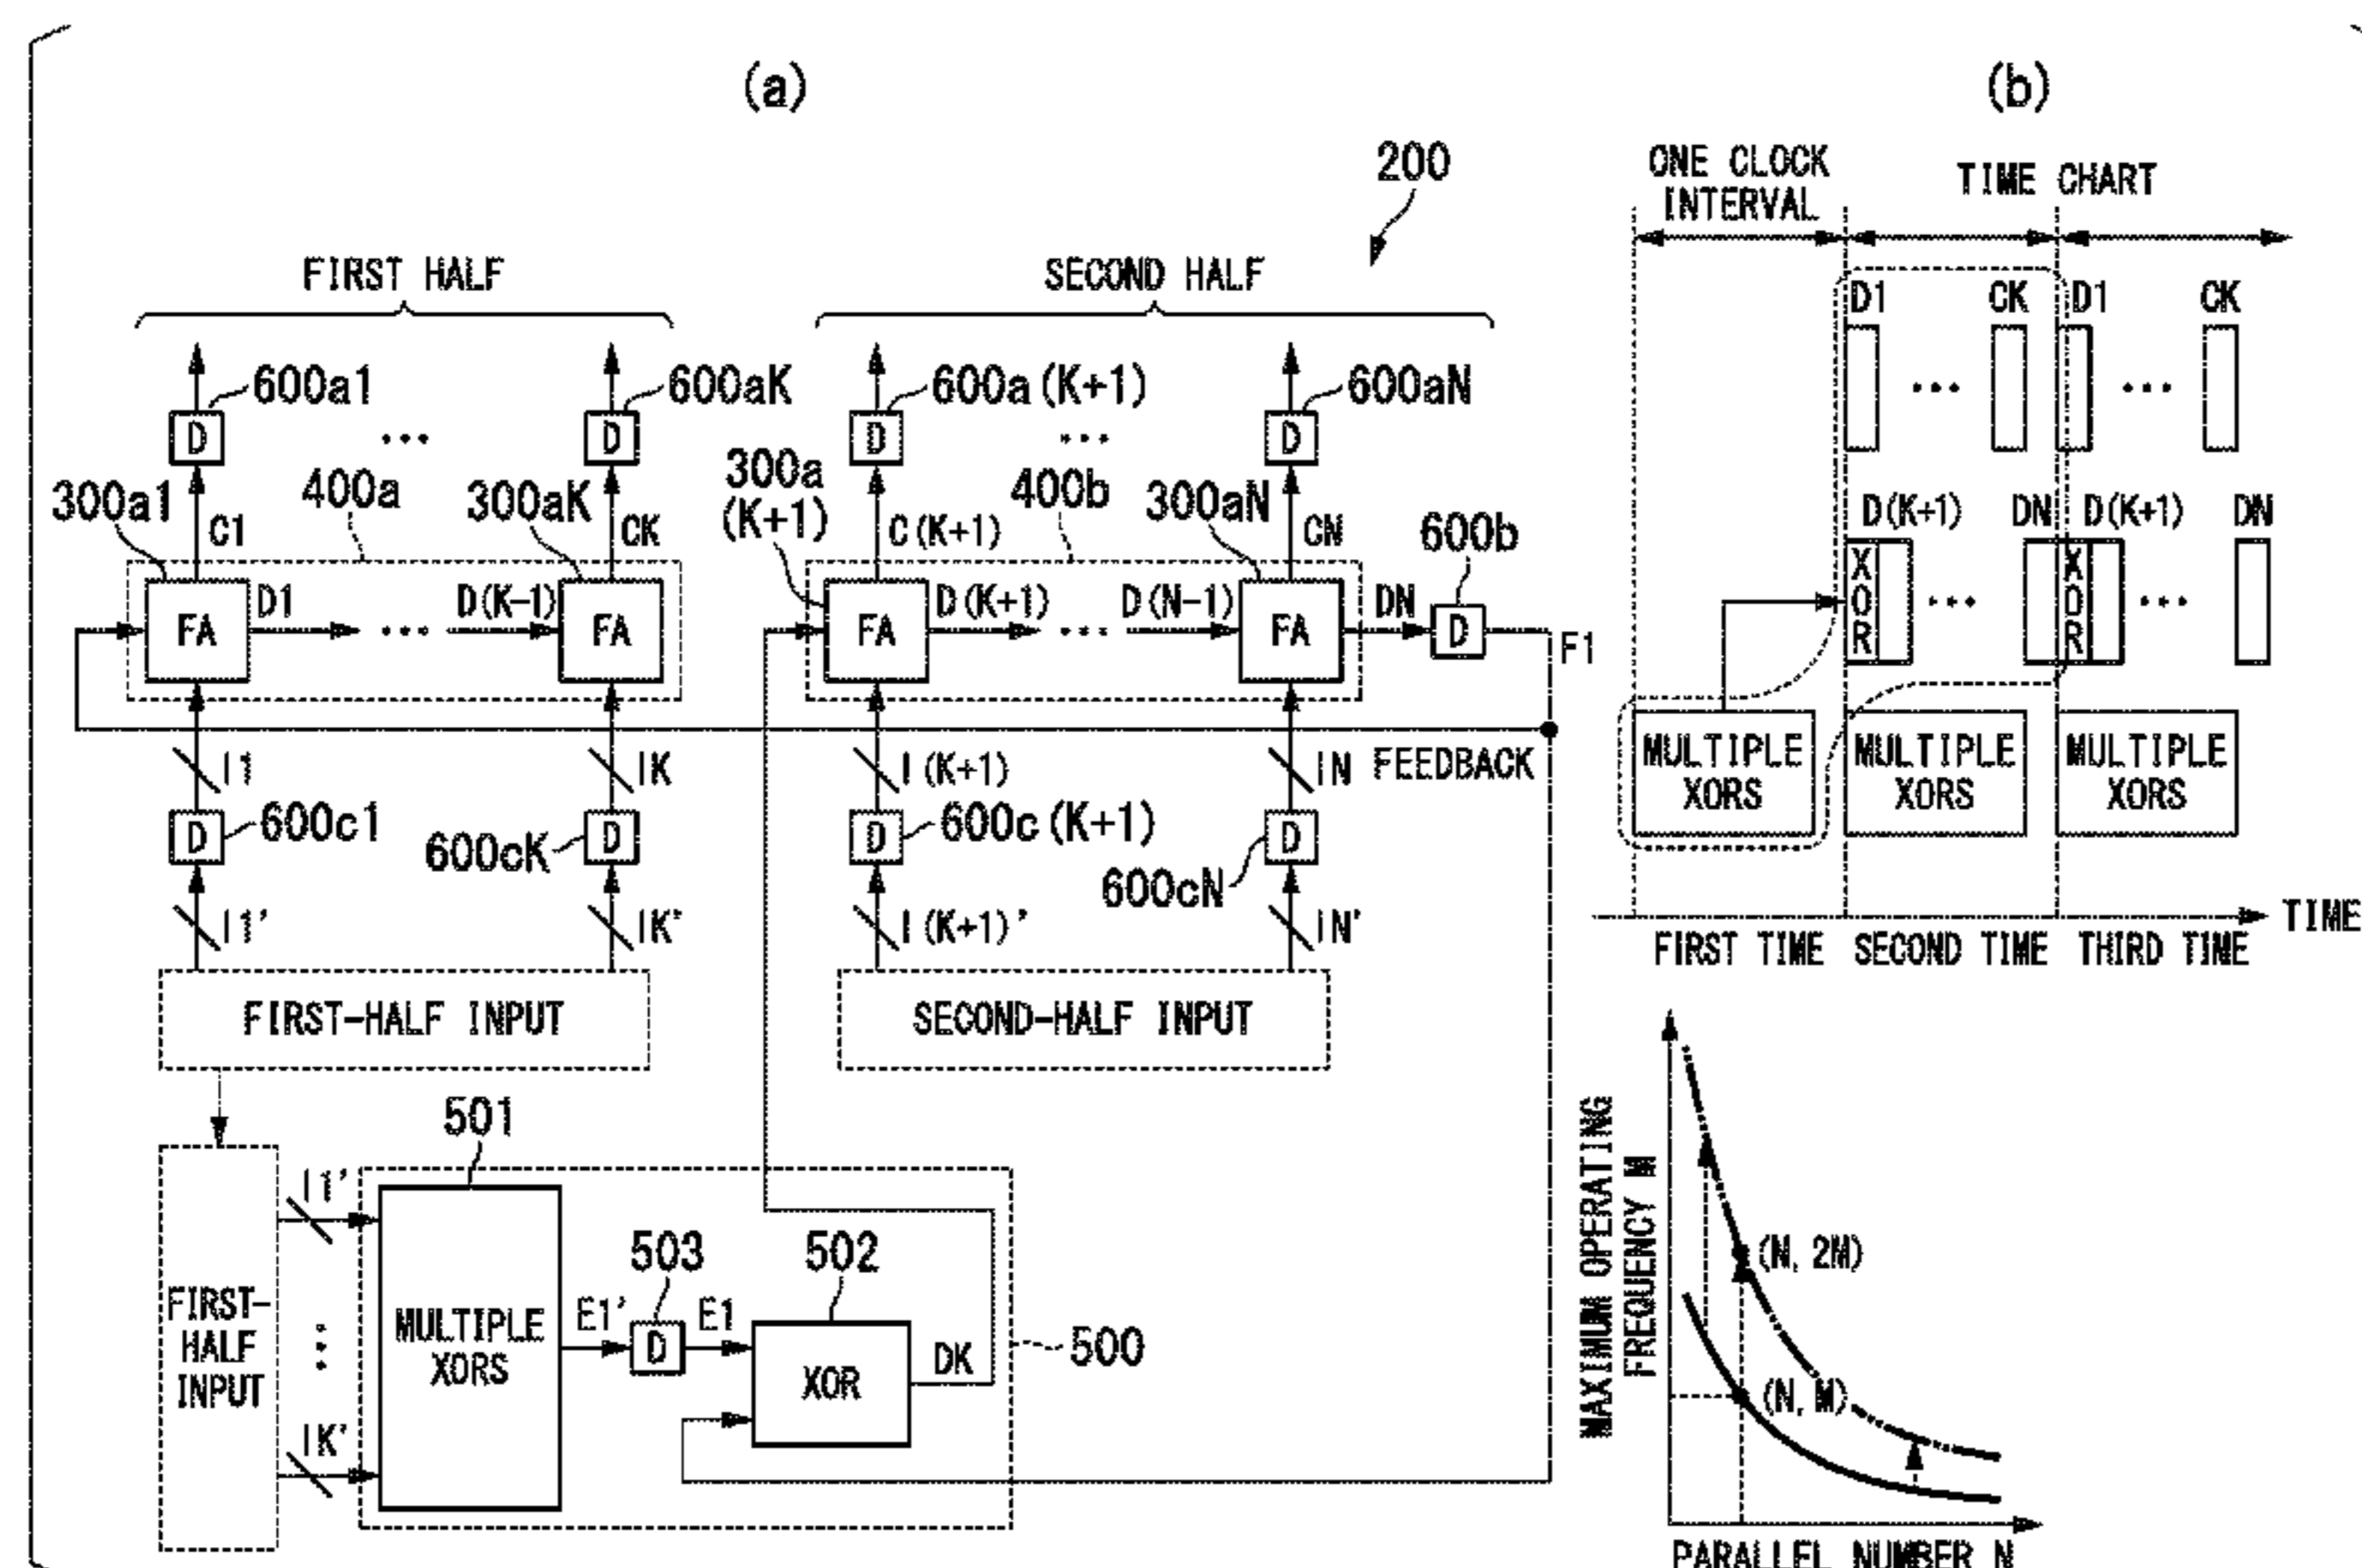 (a)
200
FIRST HALF
SECOND HALF
600a1
600aK
600a(K+1)
600aN
D
...
D
D
...
D
300a1
400a
300aK
300a
(K+1)
400b
300aN
600b
C1
CK
C(K+1)
CN
FA
D1
...
D(K-1)
FA
FA
D(K+1)
...
D(N-1)
FA
DN
D
F1
FEEDBACK
I1
IK
I(K+1)
IN
D
600c1
600cK
D
D
600c(K+1)
600cN
D
I1'
IK'
I(K+1)'
IN'
FIRST-HALF INPUT
SECOND-HALF INPUT
FIRST-
HALF
INPUT
I1'
IK'
501
MULTIPLE
XORS
E1'
503
D
E1
502
XOR
DK
500
(b)
ONE CLOCK
INTERVAL
TIME CHART
D1
...
CK
D1
...
CK
D(K+1)
DN
D(K+1)
DN
XOR
...
XOR
...
MULTIPLE
XORS
MULTIPLE
XORS
MULTIPLE
XORS
TIME
FIRST TIME
SECOND TIME
THIRD TIME
MAXIMUM OPERATING
FREQUENCY M
(N, 2M)
(N, M)
PARALLEL NUMBER N